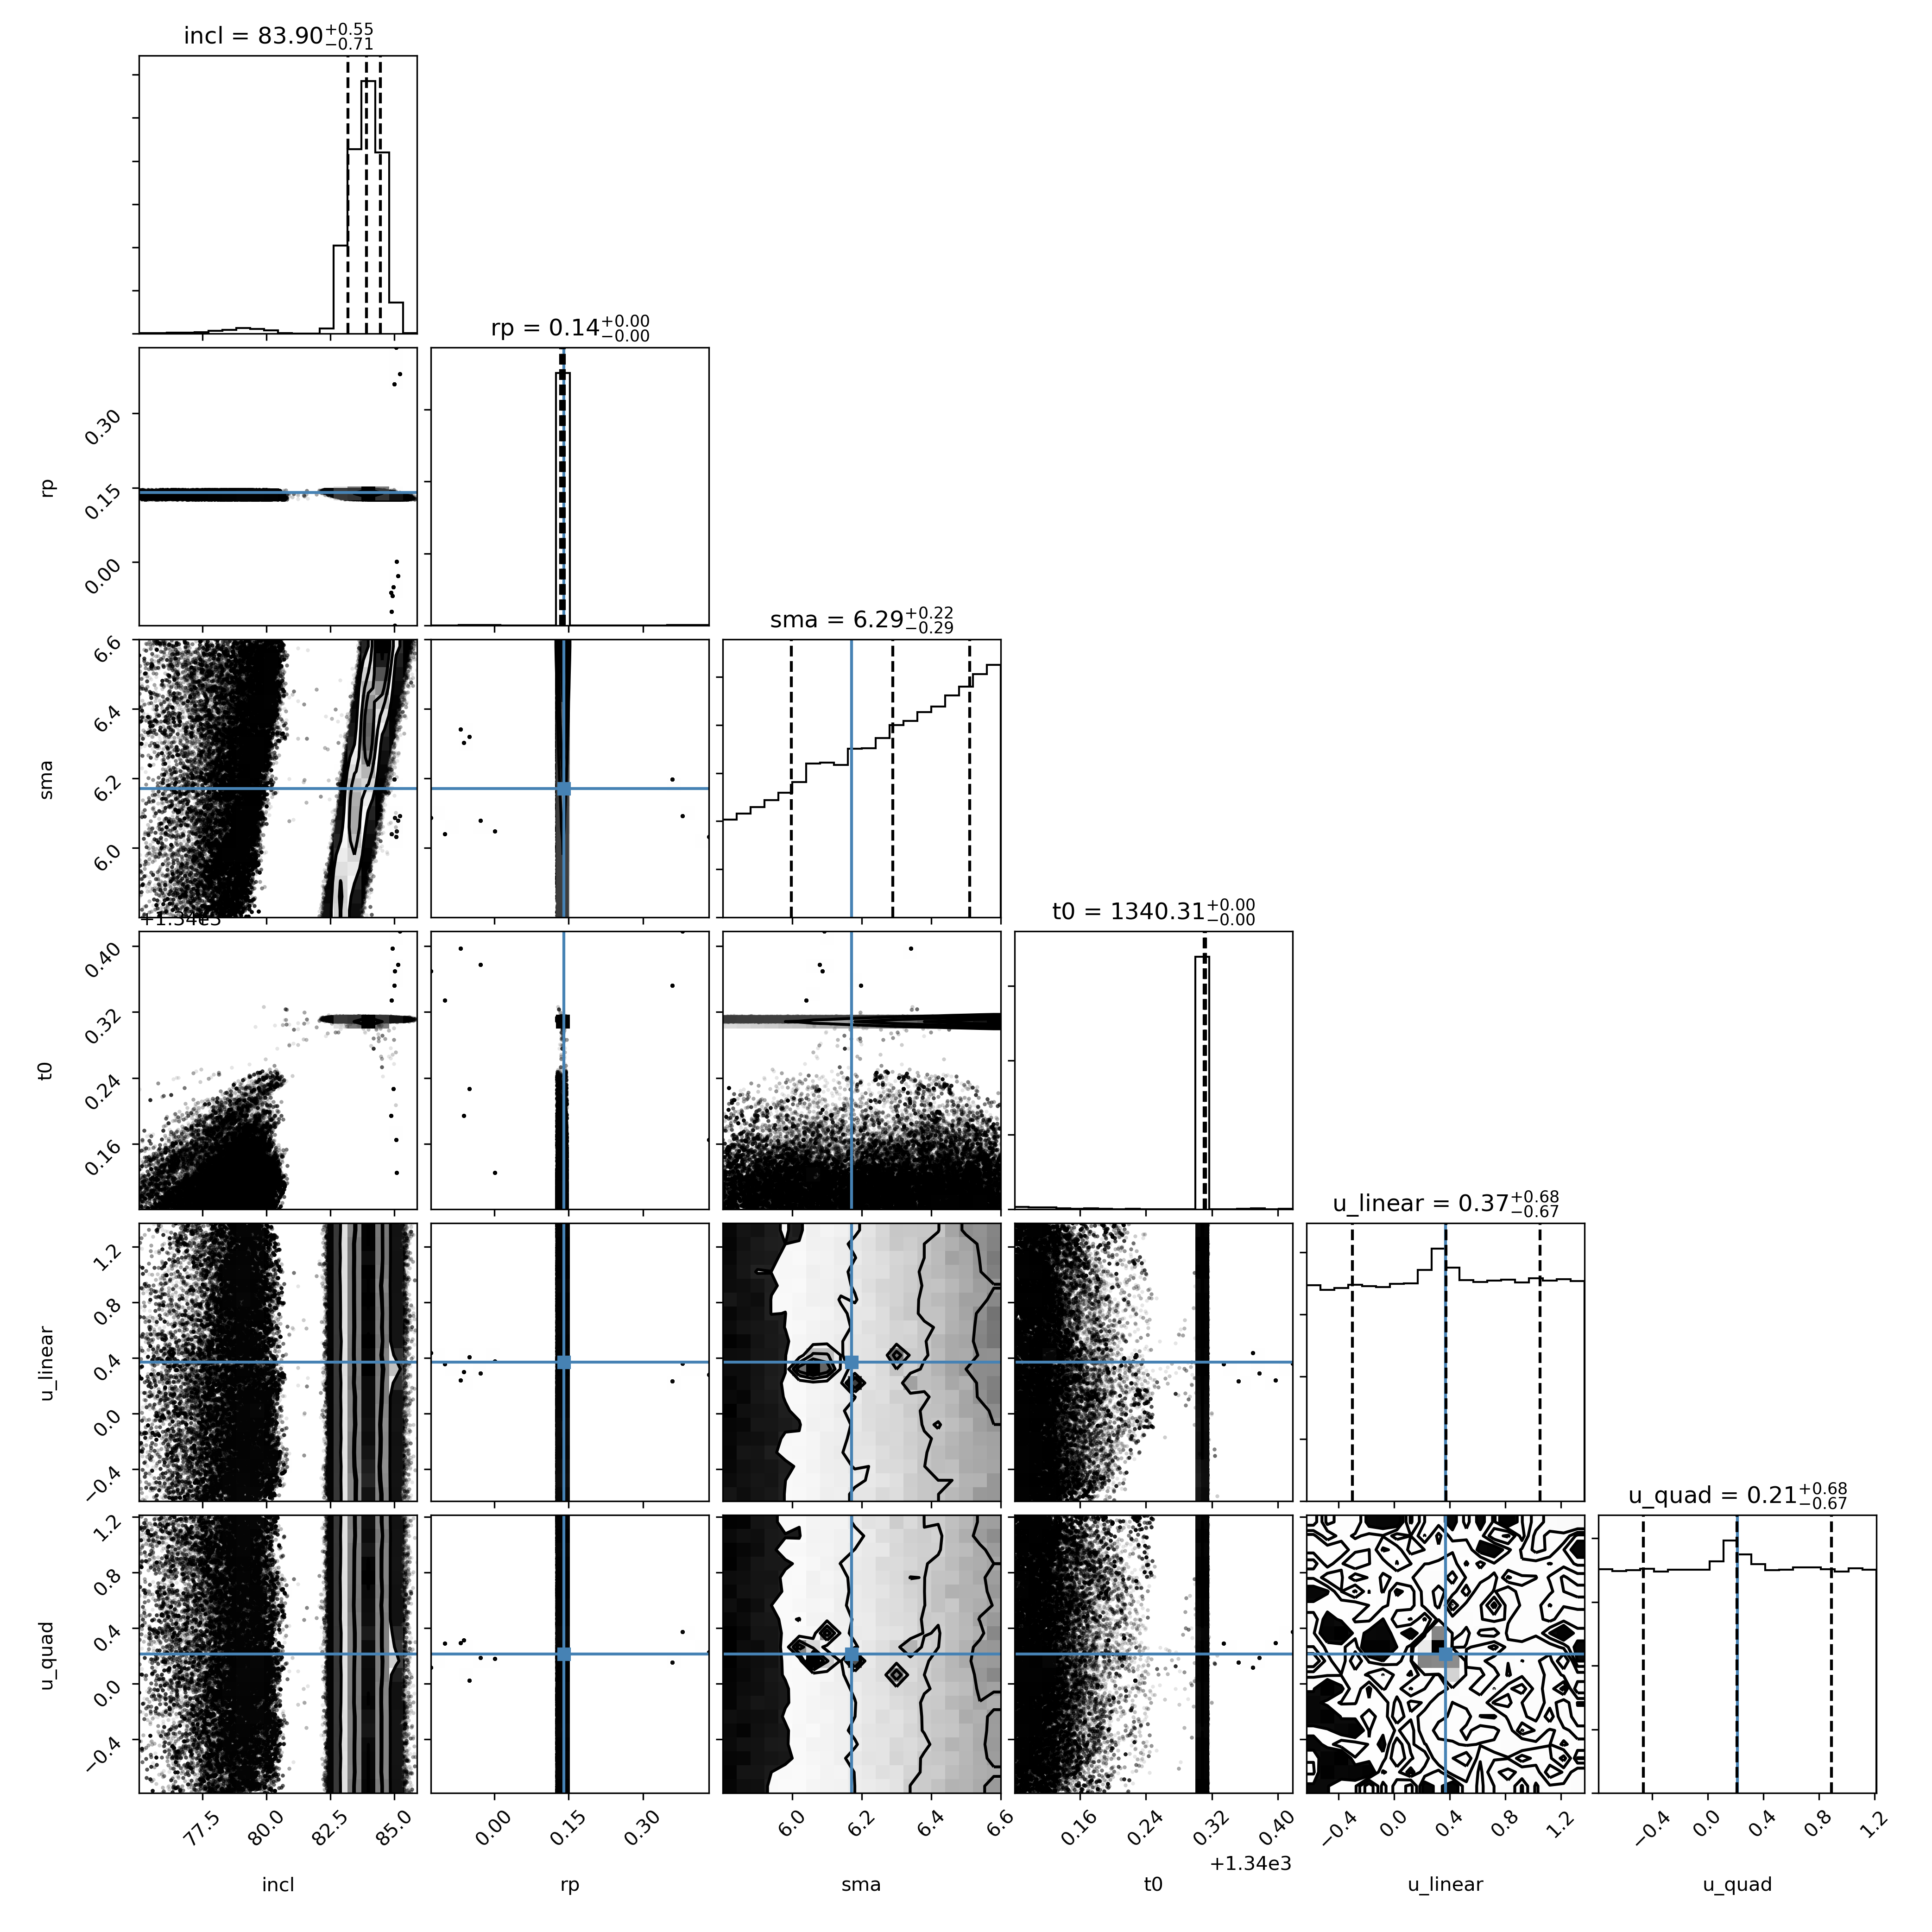 incl = 83.90 +0.55 −0.71
rp = 0.14 +0.00 −0.00
0.30
0.15
0.00
rp
sma = 6.29 +0.22 −0.29
6.6
6.4
6.2
6.0
sma
+1.34e3
t0 = 1340.31 +0.00 −0.00
0.40
0.32
0.24
0.16
t0
u_linear = 0.37 +0.68 −0.67
1.2
0.8
0.4
0.0
−0.4
u_linear
u_quad = 0.21 +0.68 −0.67
1.2
0.8
0.4
0.0
−0.4
u_quad
77.5 80.0 82.5 85.0
0.00 0.15 0.30
6.0 6.2 6.4 6.6
0.16 0.24 0.32 0.40
−0.4 0.0 0.4 0.8 1.2
−0.4 0.0 0.4 0.8 1.2
+1.34e3
incl rp sma t0 u_linear u_quad